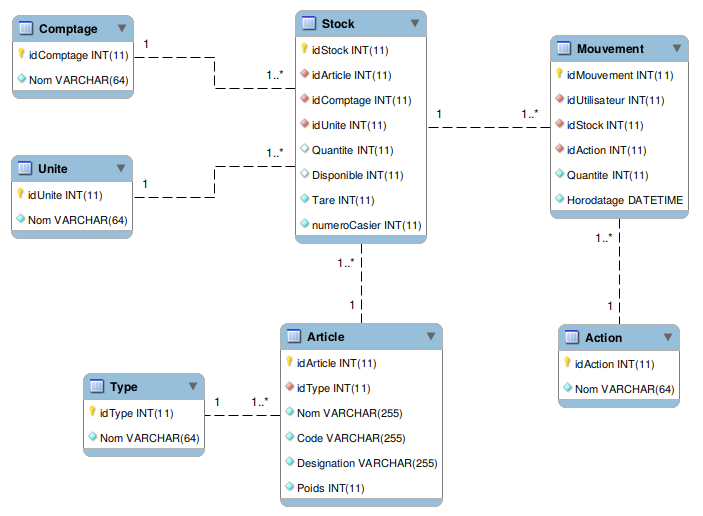 Comptage
idComptage INT(11)
Nom VARCHAR(64)
1
1..*
Stock
idStock INT(11)
idArticle INT(11)
idComptage INT(11)
idUnite INT(11)
Quantite INT(11)
Disponible INT(11)
Tare INT(11)
numeroCasier INT(11)
1
1..*
Mouvement
idMouvement INT(11)
idUtilisateur INT(11)
idStock INT(11)
idAction INT(11)
Quantite INT(11)
Horodatage DATETIME
Unite
idUnite INT(11)
Nom VARCHAR(64)
1
1..*
1..*
1
1..*
1
Article
idArticle INT(11)
idType INT(11)
Nom VARCHAR(255)
Code VARCHAR(255)
Designation VARCHAR(255)
Poids INT(11)
Action
idAction INT(11)
Nom VARCHAR(64)
Type
idType INT(11)
Nom VARCHAR(64)
1
1..*